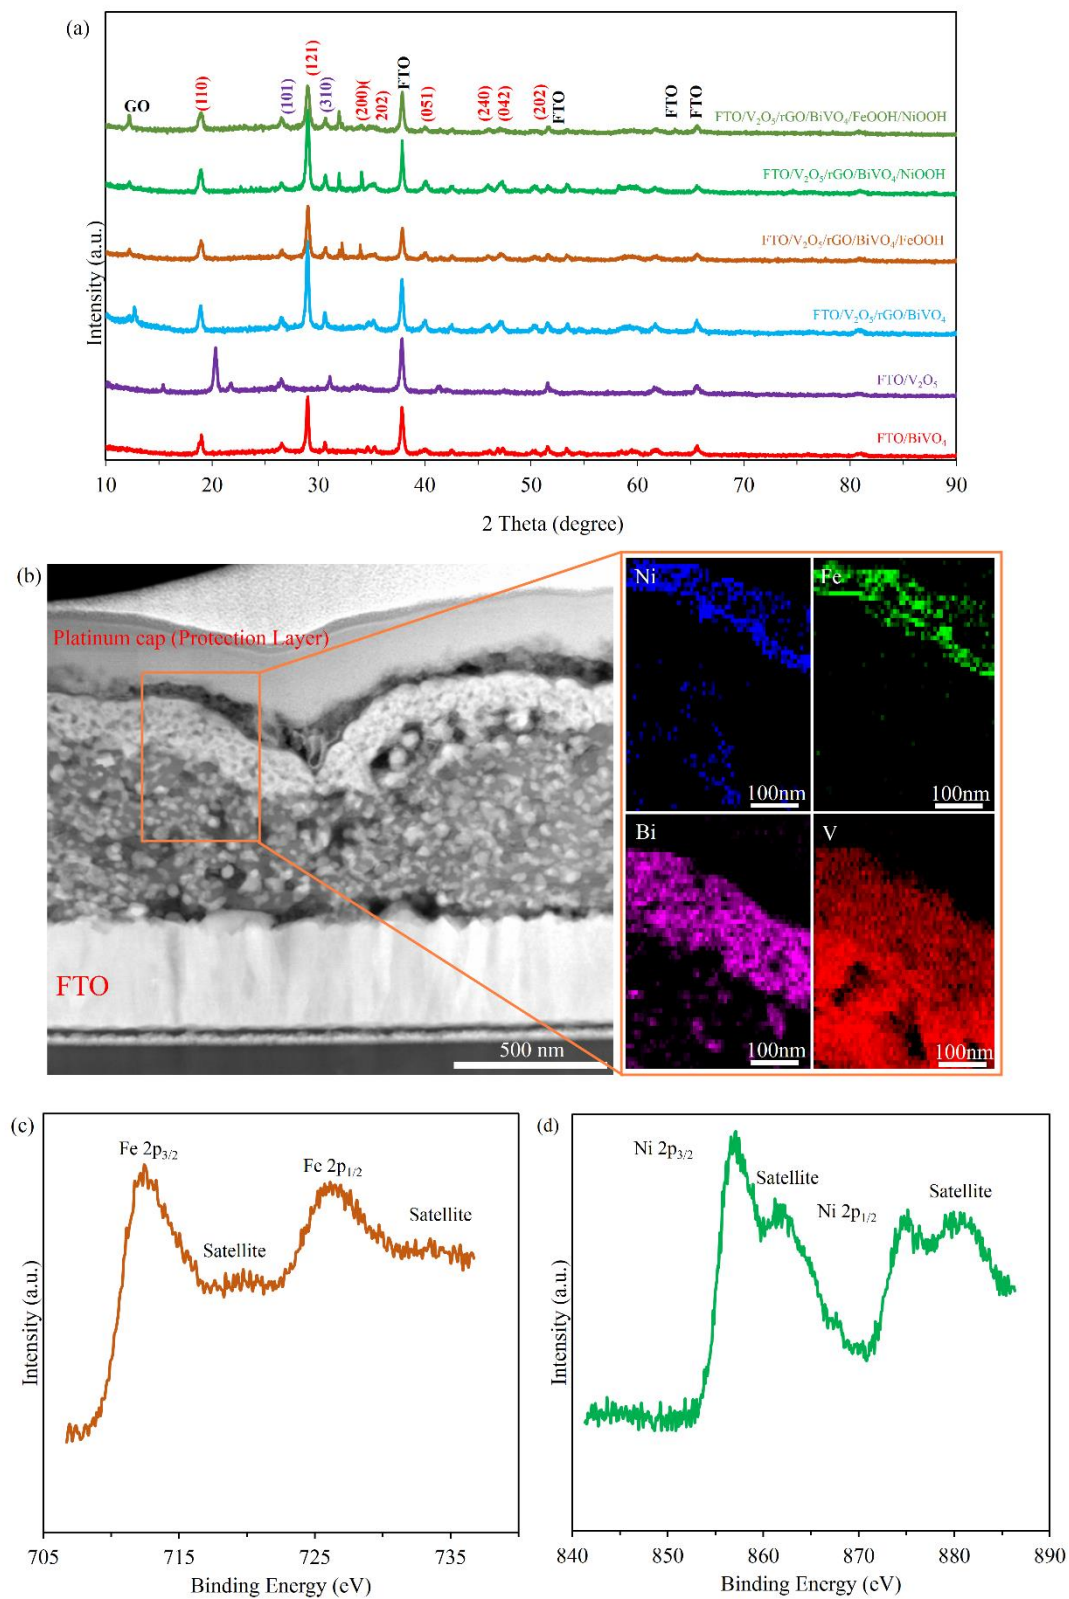 (a)
GO
(110)
(101)
(121)
(310)
(200)(
202)
FTO
(051)
(240)
(042)
(202)
FTO
FTO
FTO
FTO/V₂O₅/rGO/BiVO₄/FeOOH/NiOOH
FTO/V₂O₅/rGO/BiVO₄/NiOOH
FTO/V₂O₅/rGO/BiVO₄/FeOOH
FTO/V₂O₅/rGO/BiVO₄
FTO/V₂O₅
FTO/BiVO₄
Intensity (a.u.)
10 20 30 40 50 60 70 80 90
2 Theta (degree)
(b)
Platinum cap (Protection Layer)
FTO
500 nm
Ni
100nm
Fe
100nm
Bi
100nm
V
100nm
(c)
Fe 2p₃/₂
Fe 2p₁/₂
Satellite
Satellite
Intensity (a.u.)
705 715 725 735
Binding Energy (eV)
(d)
Ni 2p₃/₂
Satellite
Ni 2p₁/₂
Satellite
Intensity (a.u.)
840 850 860 870 880 890
Binding Energy (eV)